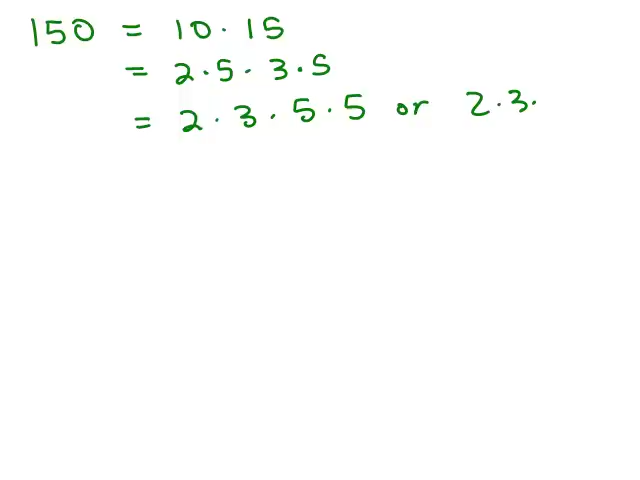 150 = 10 · 15
= 2 · 5 · 3 · 5
= 2 · 3 · 5 · 5 or 2 · 3 ·